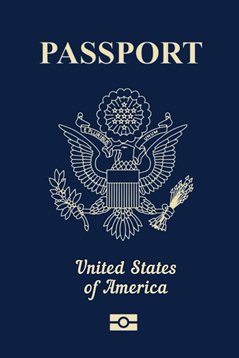 PASSPORT
United States
of America